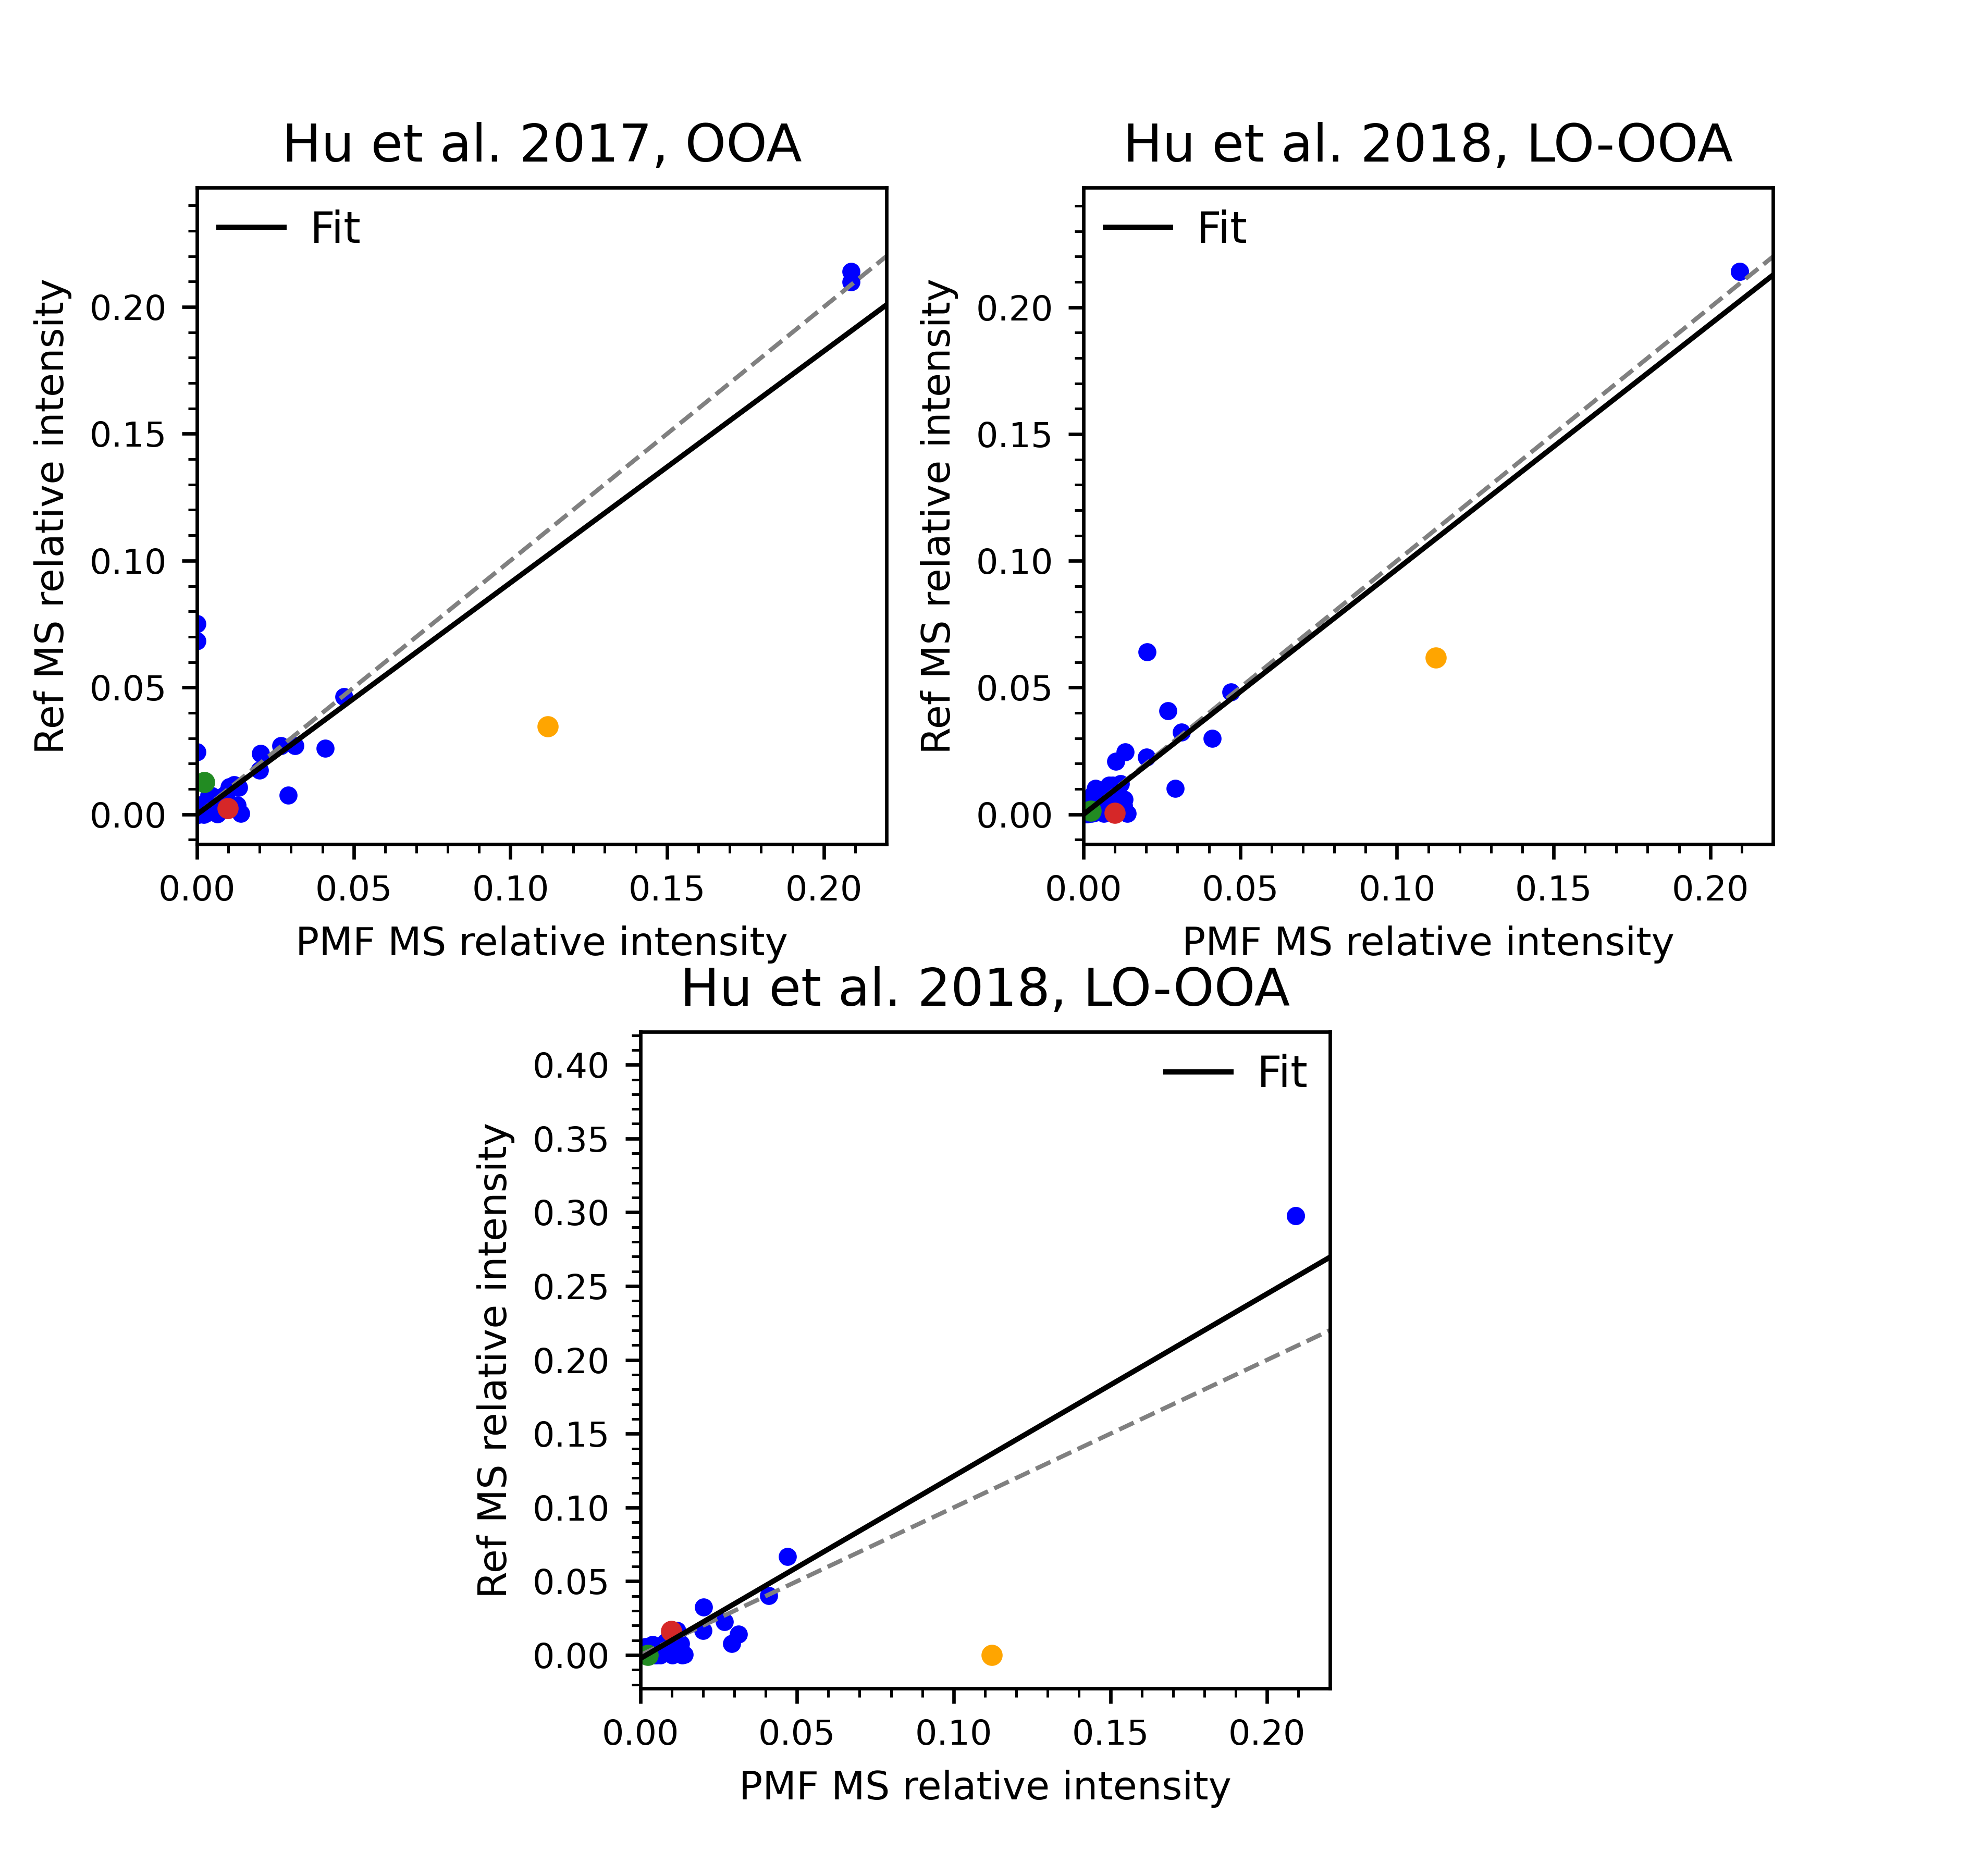 Hu et al. 2017, OOA
Fit
Ref MS relative intensity
0.20
0.15
0.10
0.05
0.00
0.00 0.05 0.10 0.15 0.20
PMF MS relative intensity
Hu et al. 2018, LO-OOA
Fit
Ref MS relative intensity
0.20
0.15
0.10
0.05
0.00
0.00 0.05 0.10 0.15 0.20
PMF MS relative intensity
Hu et al. 2018, LO-OOA
Fit
Ref MS relative intensity
0.40
0.35
0.30
0.25
0.20
0.15
0.10
0.05
0.00
0.00 0.05 0.10 0.15 0.20
PMF MS relative intensity